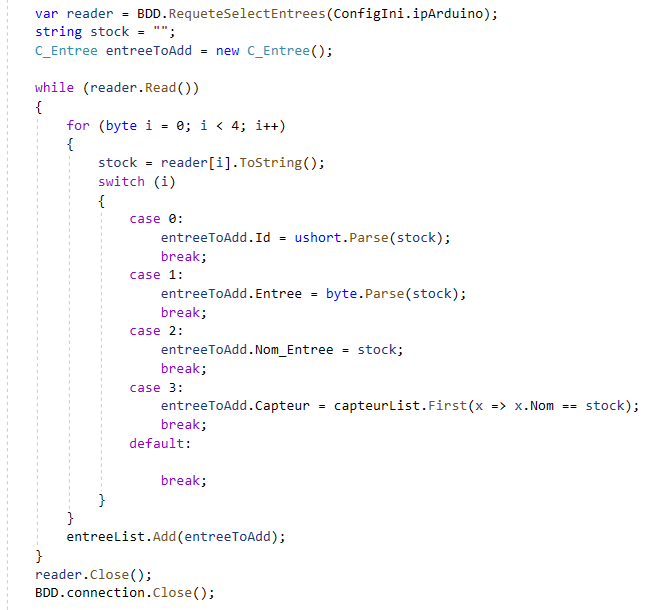 var reader = BDD.RequeteSelectEntrees(ConfigIni.ipArduino);
string stock = "";
C_Entree entreeToAdd = new C_Entree();

while (reader.Read())
{
    for (byte i = 0; i < 4; i++)
    {
        stock = reader[i].ToString();
        switch (i)
        {
            case 0:
                entreeToAdd.Id = ushort.Parse(stock);
                break;
            case 1:
                entreeToAdd.Entree = byte.Parse(stock);
                break;
            case 2:
                entreeToAdd.Nom_Entree = stock;
                break;
            case 3:
                entreeToAdd.Capteur = capteurList.First(x => x.Nom == stock);
                break;
            default:

                break;
        }
    }
    entreeList.Add(entreeToAdd);
}
reader.Close();
BDD.connection.Close();